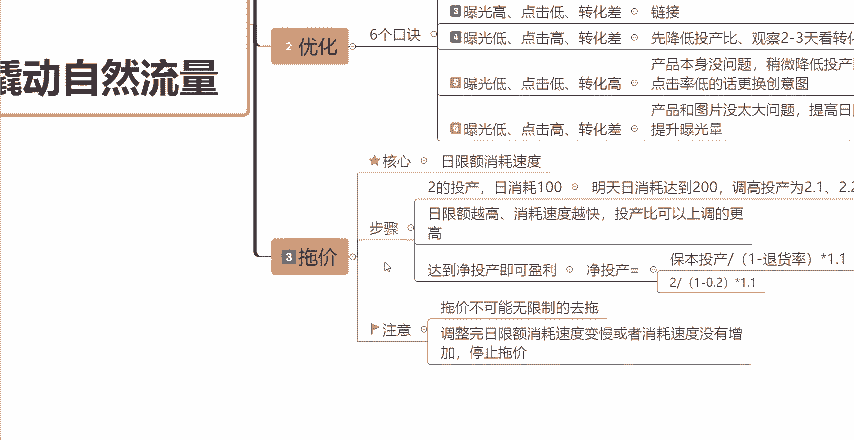 撬动自然流量
2 优化
6个口诀
3 曝光高、点击低、转化差
链接
4 曝光低、点击高、转化差
先降低投产比、观察2-3天看转化
5 曝光低、点击低、转化高
产品本身没问题，稍微降低投产
点击率低的话更换创意图
6 曝光低、点击高、转化差
产品和图片没太大问题，提高日
提升曝光量
3 拖价
核心
日限额消耗速度
步骤
2的投产，日消耗100
明天日消耗达到200，调高投产为2.1、2.2
日限额越高、消耗速度越快，投产比可以上调的更
高
达到净投产即可盈利
净投产=
保本投产/（1-退货率）*1.1
2/（1-0.2）*1.1
注意
拖价不可能无限制的去拖
调整完日限额消耗速度变慢或者消耗速度没有增
加，停止拖价